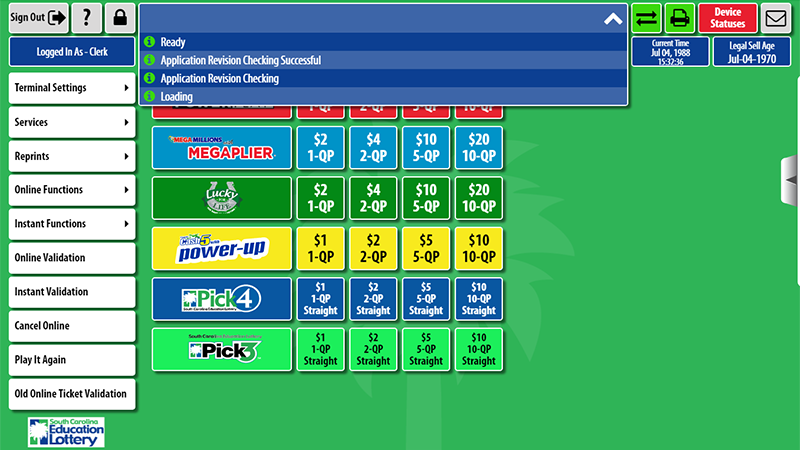 Sign Out
?
Device
Statuses
Logged In As - Clerk
Ready
Application Revision Checking Successful
Application Revision Checking
Loading
Current Time
Jul 04, 1988
15:32:36
Legal Sell Age
Jul-04-1970
Terminal Settings
Services
Reprints
Online Functions
Instant Functions
Online Validation
Instant Validation
Cancel Online
Play It Again
Old Online Ticket Validation
1-QP
2-QP
5-QP
10-QP
MEGA MILLIONS
MEGAPLIER
$2
1-QP
$4
2-QP
$10
5-QP
$20
10-QP
Lucky
LIFE
$2
1-QP
$4
2-QP
$10
5-QP
$20
10-QP
Cash 5 with
power-up
$1
1-QP
$2
2-QP
$5
5-QP
$10
10-QP
Pick 4
$1
1-QP
Straight
$2
2-QP
Straight
$5
5-QP
Straight
$10
10-QP
Straight
South Carolina Education Lottery
Pick 3
$1
1-QP
Straight
$2
2-QP
Straight
$5
5-QP
Straight
$10
10-QP
Straight
South Carolina
Education
Lottery